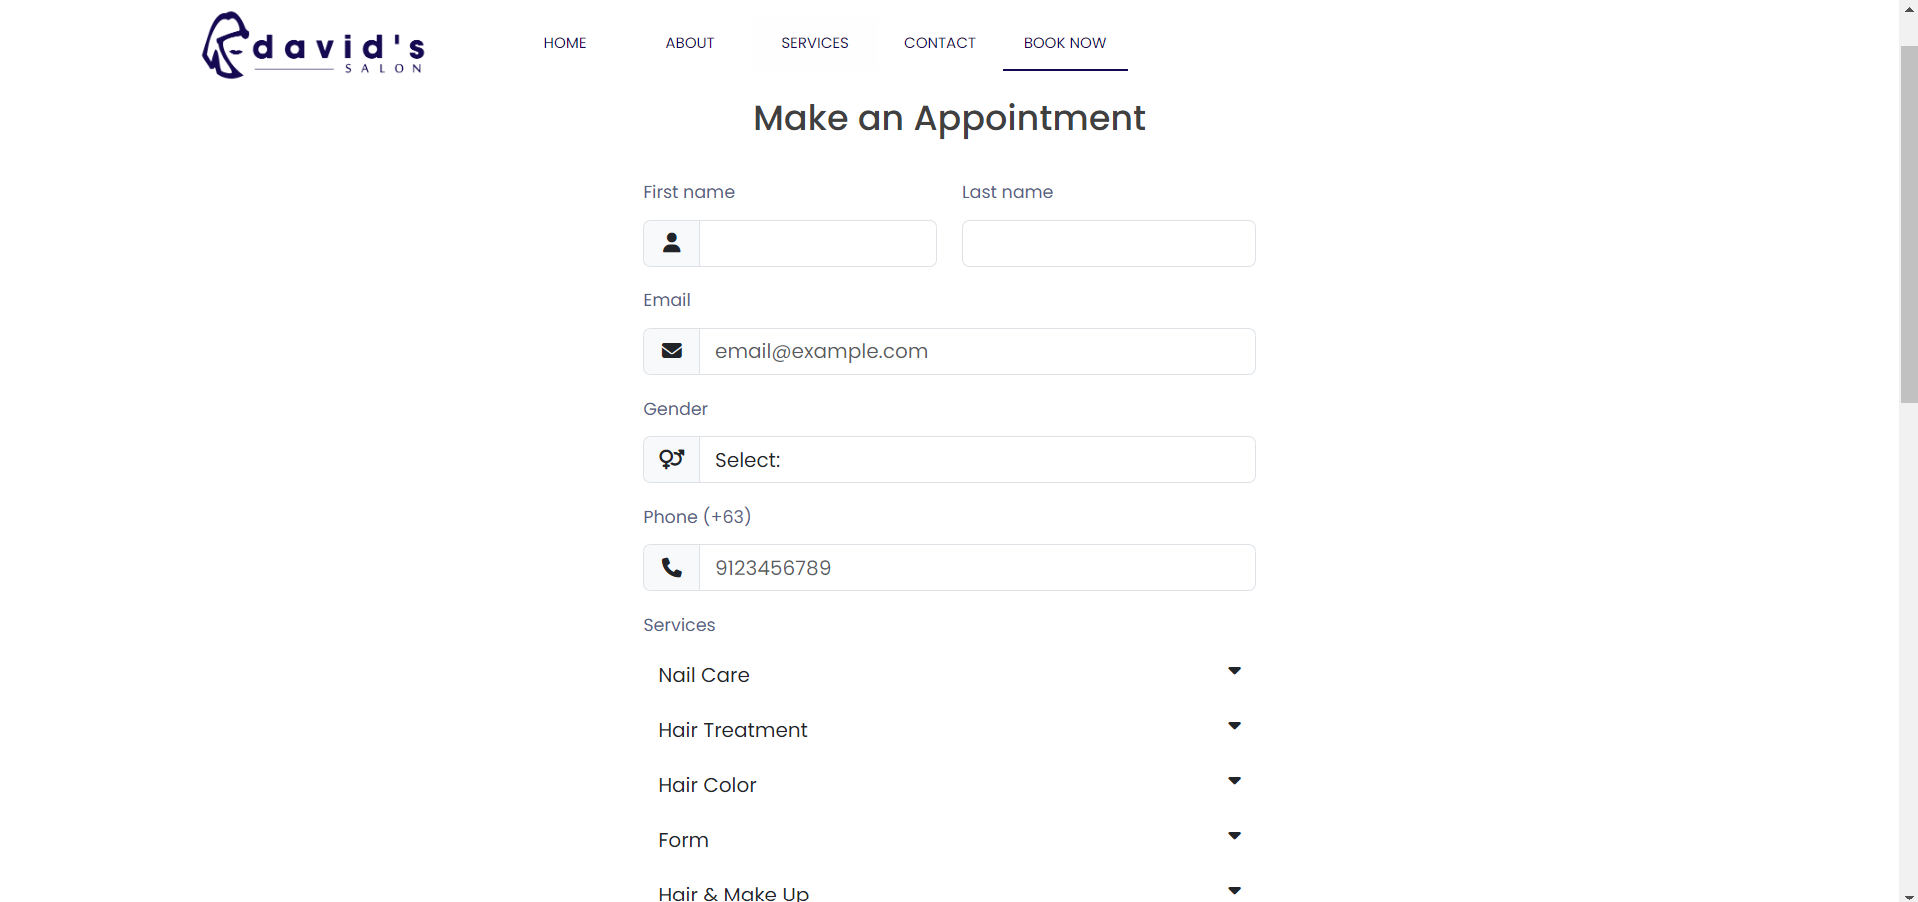 david's
SALON
HOME
ABOUT
SERVICES
CONTACT
BOOK NOW
Make an Appointment
First name
Last name
Email
email@example.com
Gender
Select:
Phone (+63)
9123456789
Services
Nail Care
Hair Treatment
Hair Color
Form
Hair & Make Up